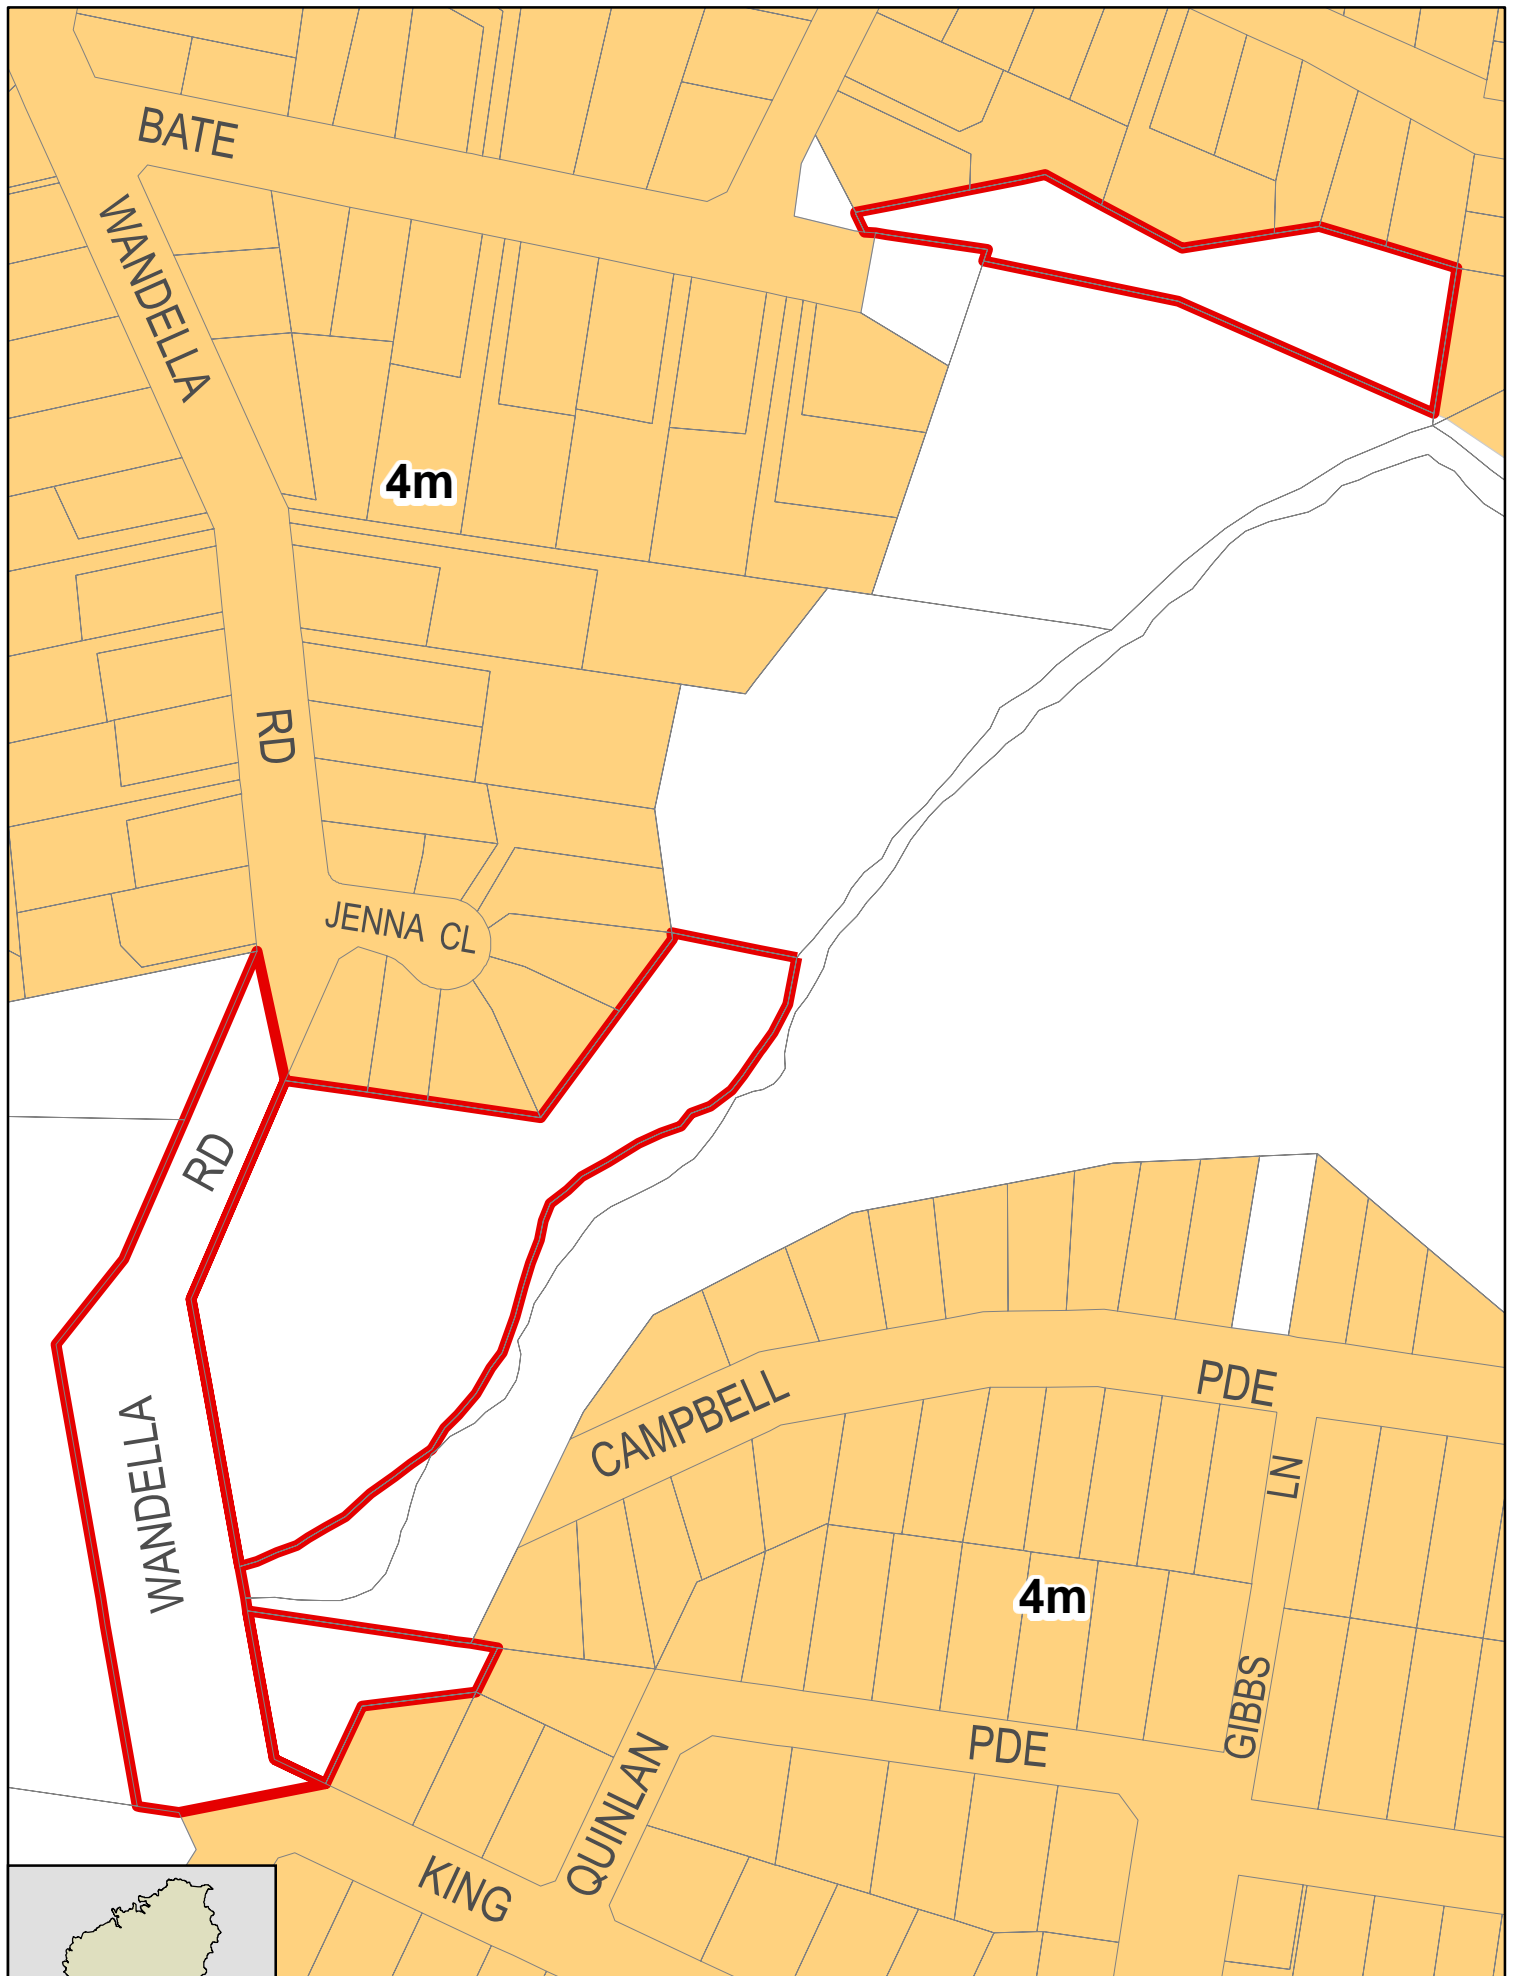 BATE
WANDELLA
4m
RD
JENNA CL
RD
WANDELLA
CAMPBELL
PDE
LN
4m
GIBBS
PDE
QUINLAN
KING